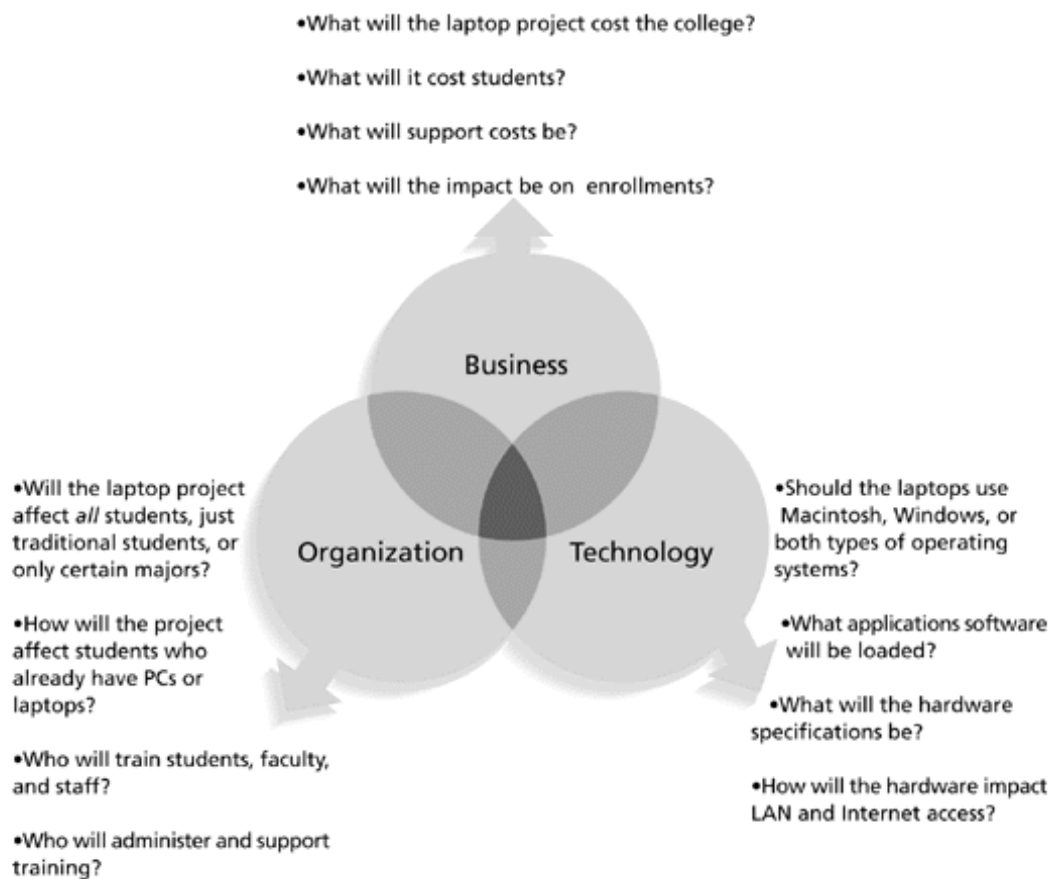 •What will the laptop project cost the college?
•What will it cost students?
•What will support costs be?
•What will the impact be on enrollments?
Business
Organization
Technology
•Will the laptop project
affect all students, just
traditional students, or
only certain majors?
•How will the project
affect students who
already have PCs or
laptops?
•Who will train students, faculty,
and staff?
•Who will administer and support
training?
•Should the laptops use
Macintosh, Windows, or
both types of operating
systems?
•What applications software
will be loaded?
•What will the hardware
specifications be?
•How will the hardware impact
LAN and Internet access?